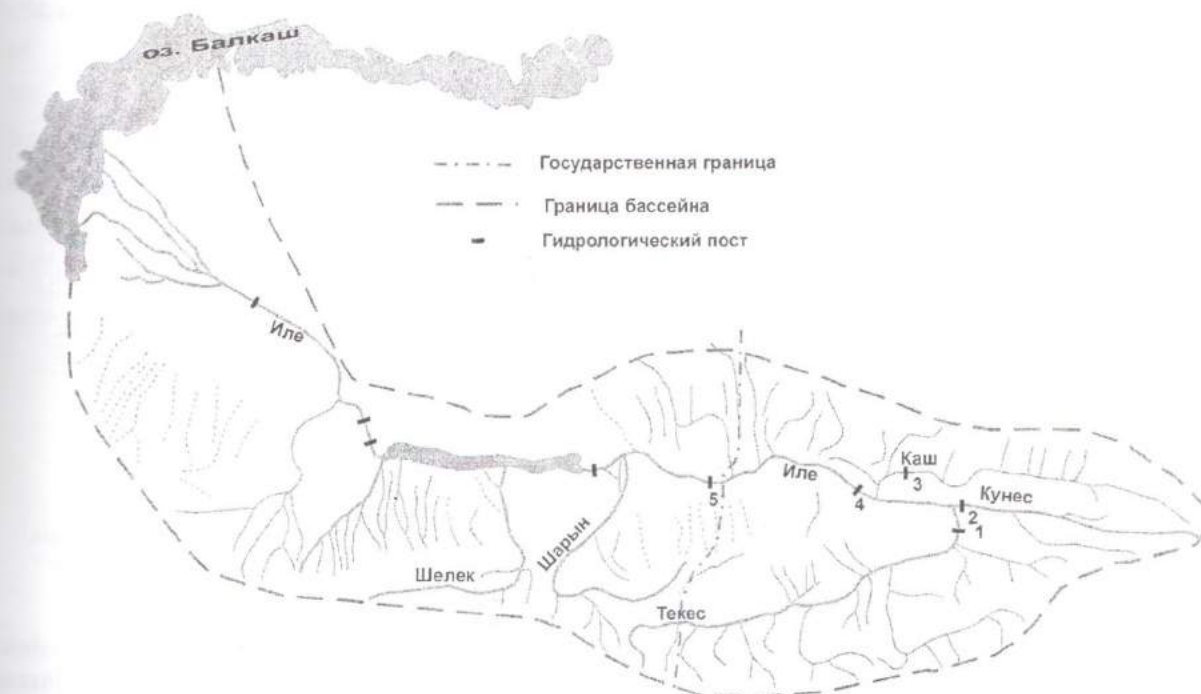 оз. Балкаш
Государственная граница
Граница бассейна
Гидрологический пост
Иле
Иле
Каш
3
Кунес
5
4
2
1
Шарын
Шелек
Текес